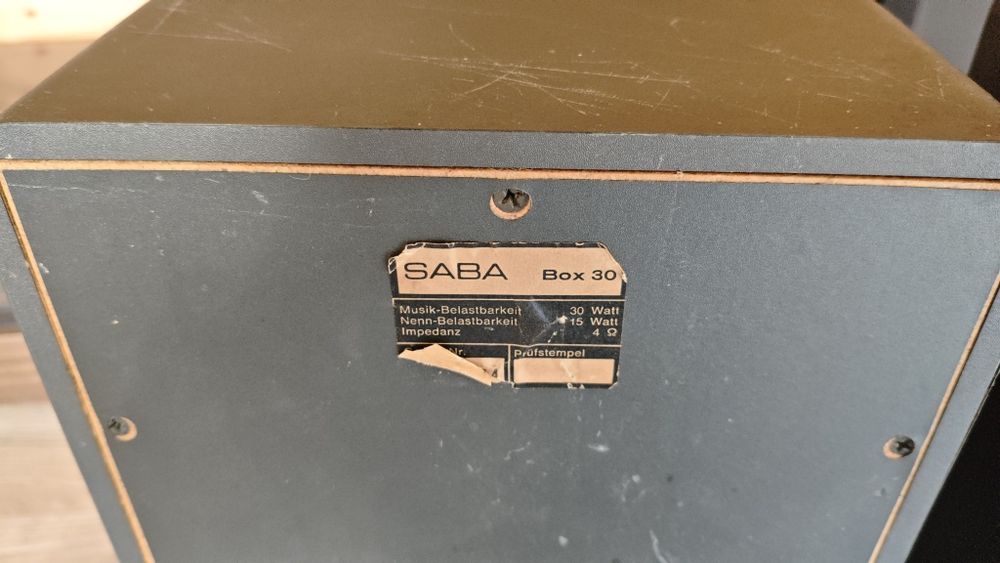 SABA Box 30
Musik-Belastbarkeit 30 Watt
Nenn-Belastbarkeit 15 Watt
Impedanz 4 Ω
Prüfstempel